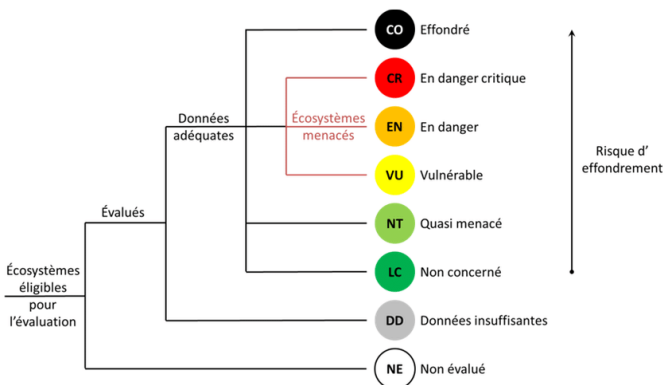 CO Effondré
CR En danger critique
Données
adéquates
Écosystèmes
menacés
EN En danger
Risque d’
effondrement
VU Vulnérable
Évalués
NT Quasi menacé
Écosystèmes
éligibles
pour
l’évaluation
LC Non concerné
DD Données insuffisantes
NE Non évalué